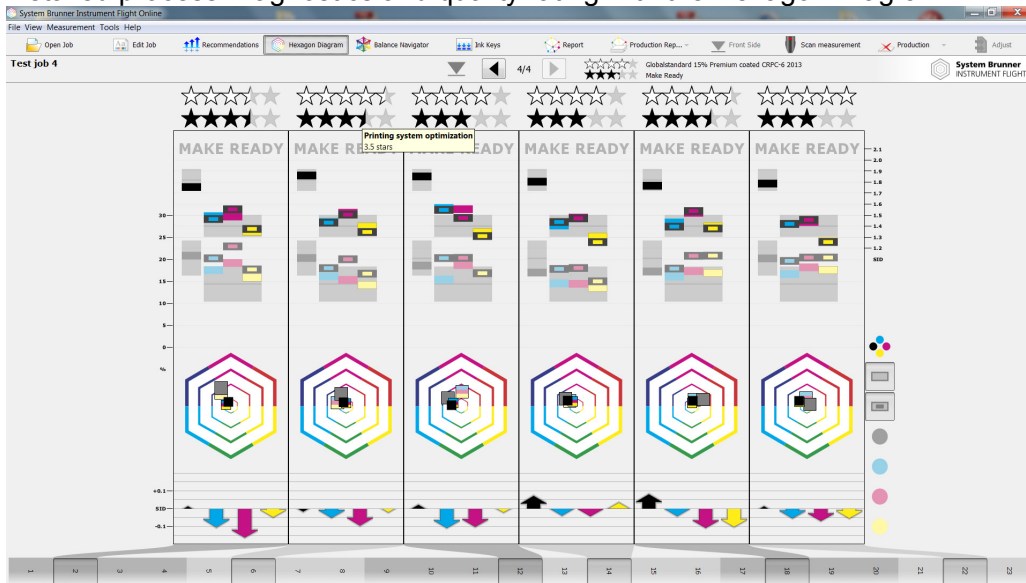 System Brunner Instrument Flight Online
File View Measurement Tools Help
Open Job Edit Job Recommendations Hexagon Diagram Balance Navigator Ink Keys Report Production Rep... Front Side Scan measurement Production Adjust
Test job 4
4/4
Globalstandard 15% Premium coated CRPC-6 2013
Make Ready
System Brunner
INSTRUMENT FLIGHT
Printing system optimization
3.5 stars
MAKE READY MAKE READY EADY MAKE READY MAKE READY MAKE READY
2.1
2.0
1.9
1.8
1.7
1.6
1.5
1.4
1.3
1.2
SID
30
25
20
15
10
5
0
%
+0.1
SID
-0.1
1 2 3 4 5 6 7 8 9 10 11 12 13 14 15 16 17 18 19 20 21 22 23